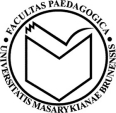 • FACULTAS PAEDAGOGICA •
UNIVERSITATIS MASARYKIANAE BRUNENSIS